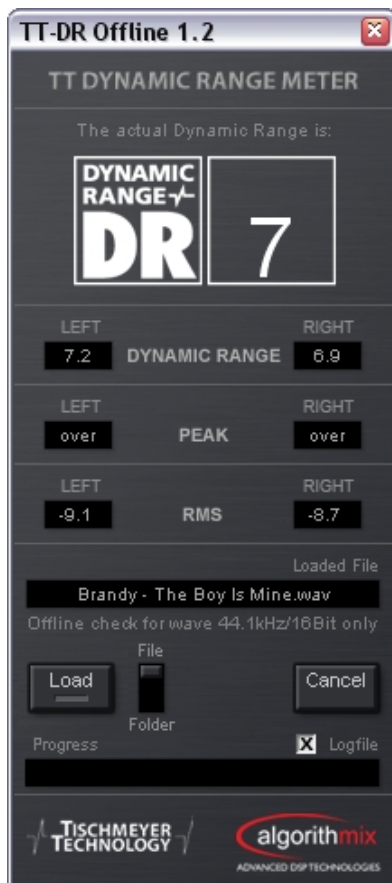 TT-DR Offline 1.2
TT DYNAMIC RANGE METER
The actual Dynamic Range is:
DYNAMIC
RANGE
DR
7
LEFT RIGHT
7.2 DYNAMIC RANGE 6.9
LEFT RIGHT
over PEAK over
LEFT RIGHT
-9.1 RMS -8.7
Loaded File
Brandy - The Boy Is Mine.wav
Offline check for wave 44.1kHz/16Bit only
File
Load Cancel
Folder
Progress X Logfile
TISCHMEYER
TECHNOLOGY
algorithmix
ADVANCED DSP TECHNOLOGIES